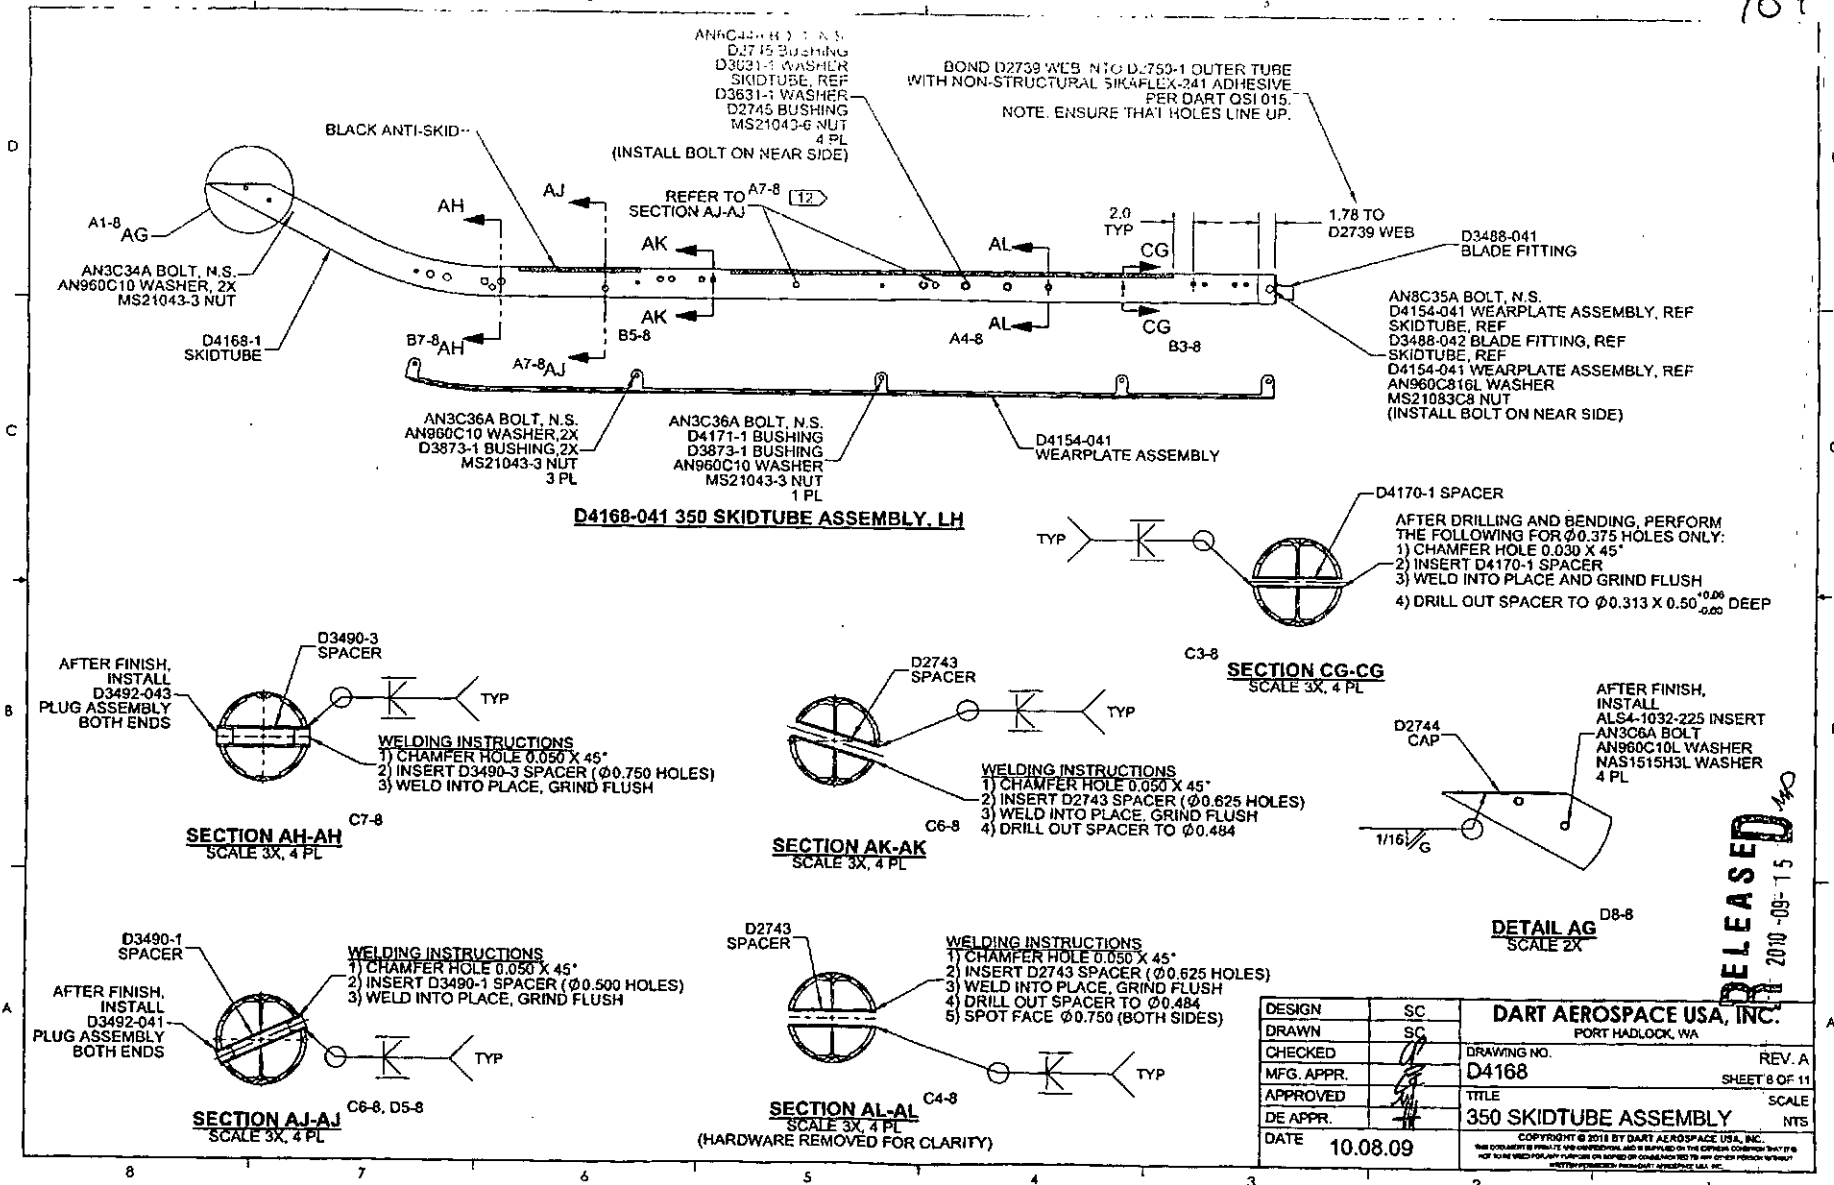 D2745 BUSHING
D3631-1 WASHER
SKIDTUBE, REF
D3631-1 WASHER
D2745 BUSHING
MS21043-6 NUT
4 PL
(INSTALL BOLT ON NEAR SIDE)
BOND D2739 WEB INTO D2753-1 OUTER TUBE
WITH NON-STRUCTURAL SIKAFLEX-241 ADHESIVE
PER DART QSI 015.
NOTE. ENSURE THAT HOLES LINE UP.
BLACK ANTI-SKID
D
A1-8
AG
AH
AJ
REFER TO
SECTION AJ-AJ
A7-8
12
AK
AL
2.0
TYP
CG
1.78 TO
D2739 WEB
D3488-041
BLADE FITTING
AN3C34A BOLT, N.S.
AN960C10 WASHER, 2X
MS21043-3 NUT
D4168-1
SKIDTUBE
B7-8
AH
A7-8
AJ
B5-8
AK
A4-8
AL
CG
B3-8
AN8C35A BOLT, N.S.
D4154-041 WEARPLATE ASSEMBLY, REF
SKIDTUBE, REF
D3488-042 BLADE FITTING, REF
SKIDTUBE, REF
D4154-041 WEARPLATE ASSEMBLY, REF
AN960C816L WASHER
MS21083C8 NUT
(INSTALL BOLT ON NEAR SIDE)
C
AN3C36A BOLT, N.S.
AN960C10 WASHER,2X
D3873-1 BUSHING,2X
MS21043-3 NUT
3 PL
AN3C36A BOLT, N.S.
D4171-1 BUSHING
D3873-1 BUSHING
AN960C10 WASHER
MS21043-3 NUT
1 PL
D4154-041
WEARPLATE ASSEMBLY
D4168-041 350 SKIDTUBE ASSEMBLY, LH
TYP
D4170-1 SPACER
AFTER DRILLING AND BENDING, PERFORM
THE FOLLOWING FOR Ø0.375 HOLES ONLY:
1) CHAMFER HOLE 0.030 X 45°
2) INSERT D4170-1 SPACER
3) WELD INTO PLACE AND GRIND FLUSH
4) DRILL OUT SPACER TO Ø0.313 X 0.50 +0.06 -0.00 DEEP
C3-8
SECTION CG-CG
SCALE 3X, 4 PL
B
AFTER FINISH,
INSTALL
D3492-043
PLUG ASSEMBLY
BOTH ENDS
D3490-3
SPACER
TYP
WELDING INSTRUCTIONS
1) CHAMFER HOLE 0.050 X 45°
2) INSERT D3490-3 SPACER (Ø0.750 HOLES)
3) WELD INTO PLACE, GRIND FLUSH
C7-8
SECTION AH-AH
SCALE 3X, 4 PL
D2743
SPACER
TYP
WELDING INSTRUCTIONS
1) CHAMFER HOLE 0.050 X 45°
2) INSERT D2743 SPACER (Ø0.625 HOLES)
3) WELD INTO PLACE, GRIND FLUSH
4) DRILL OUT SPACER TO Ø0.484
C6-8
SECTION AK-AK
SCALE 3X, 4 PL
D2744
CAP
AFTER FINISH,
INSTALL
ALS4-1032-225 INSERT
AN3C6A BOLT
AN960C10L WASHER
NAS1515H3L WASHER
4 PL
1/16 G
D8-8
DETAIL AG
SCALE 2X
RELEASED
2010-09-15
A
D3490-1
SPACER
AFTER FINISH,
INSTALL
D3492-041
PLUG ASSEMBLY
BOTH ENDS
WELDING INSTRUCTIONS
1) CHAMFER HOLE 0.050 X 45°
2) INSERT D3490-1 SPACER (Ø0.500 HOLES)
3) WELD INTO PLACE, GRIND FLUSH
TYP
C6-8, D5-8
SECTION AJ-AJ
SCALE 3X, 4 PL
D2743
SPACER
WELDING INSTRUCTIONS
1) CHAMFER HOLE 0.050 X 45°
2) INSERT D2743 SPACER (Ø0.625 HOLES)
3) WELD INTO PLACE, GRIND FLUSH
4) DRILL OUT SPACER TO Ø0.484
5) SPOT FACE Ø0.750 (BOTH SIDES)
TYP
C4-8
SECTION AL-AL
SCALE 3X, 4 PL
(HARDWARE REMOVED FOR CLARITY)
DESIGN SC
DRAWN SC
CHECKED
MFG. APPR.
APPROVED
DE APPR.
DATE 10.08.09
DART AEROSPACE USA, INC.
PORT HADLOCK, WA
DRAWING NO. REV. A
D4168 SHEET 8 OF 11
TITLE SCALE
350 SKIDTUBE ASSEMBLY NTS
COPYRIGHT © 2010 BY DART AEROSPACE USA, INC.
8 7 6 5 4 3